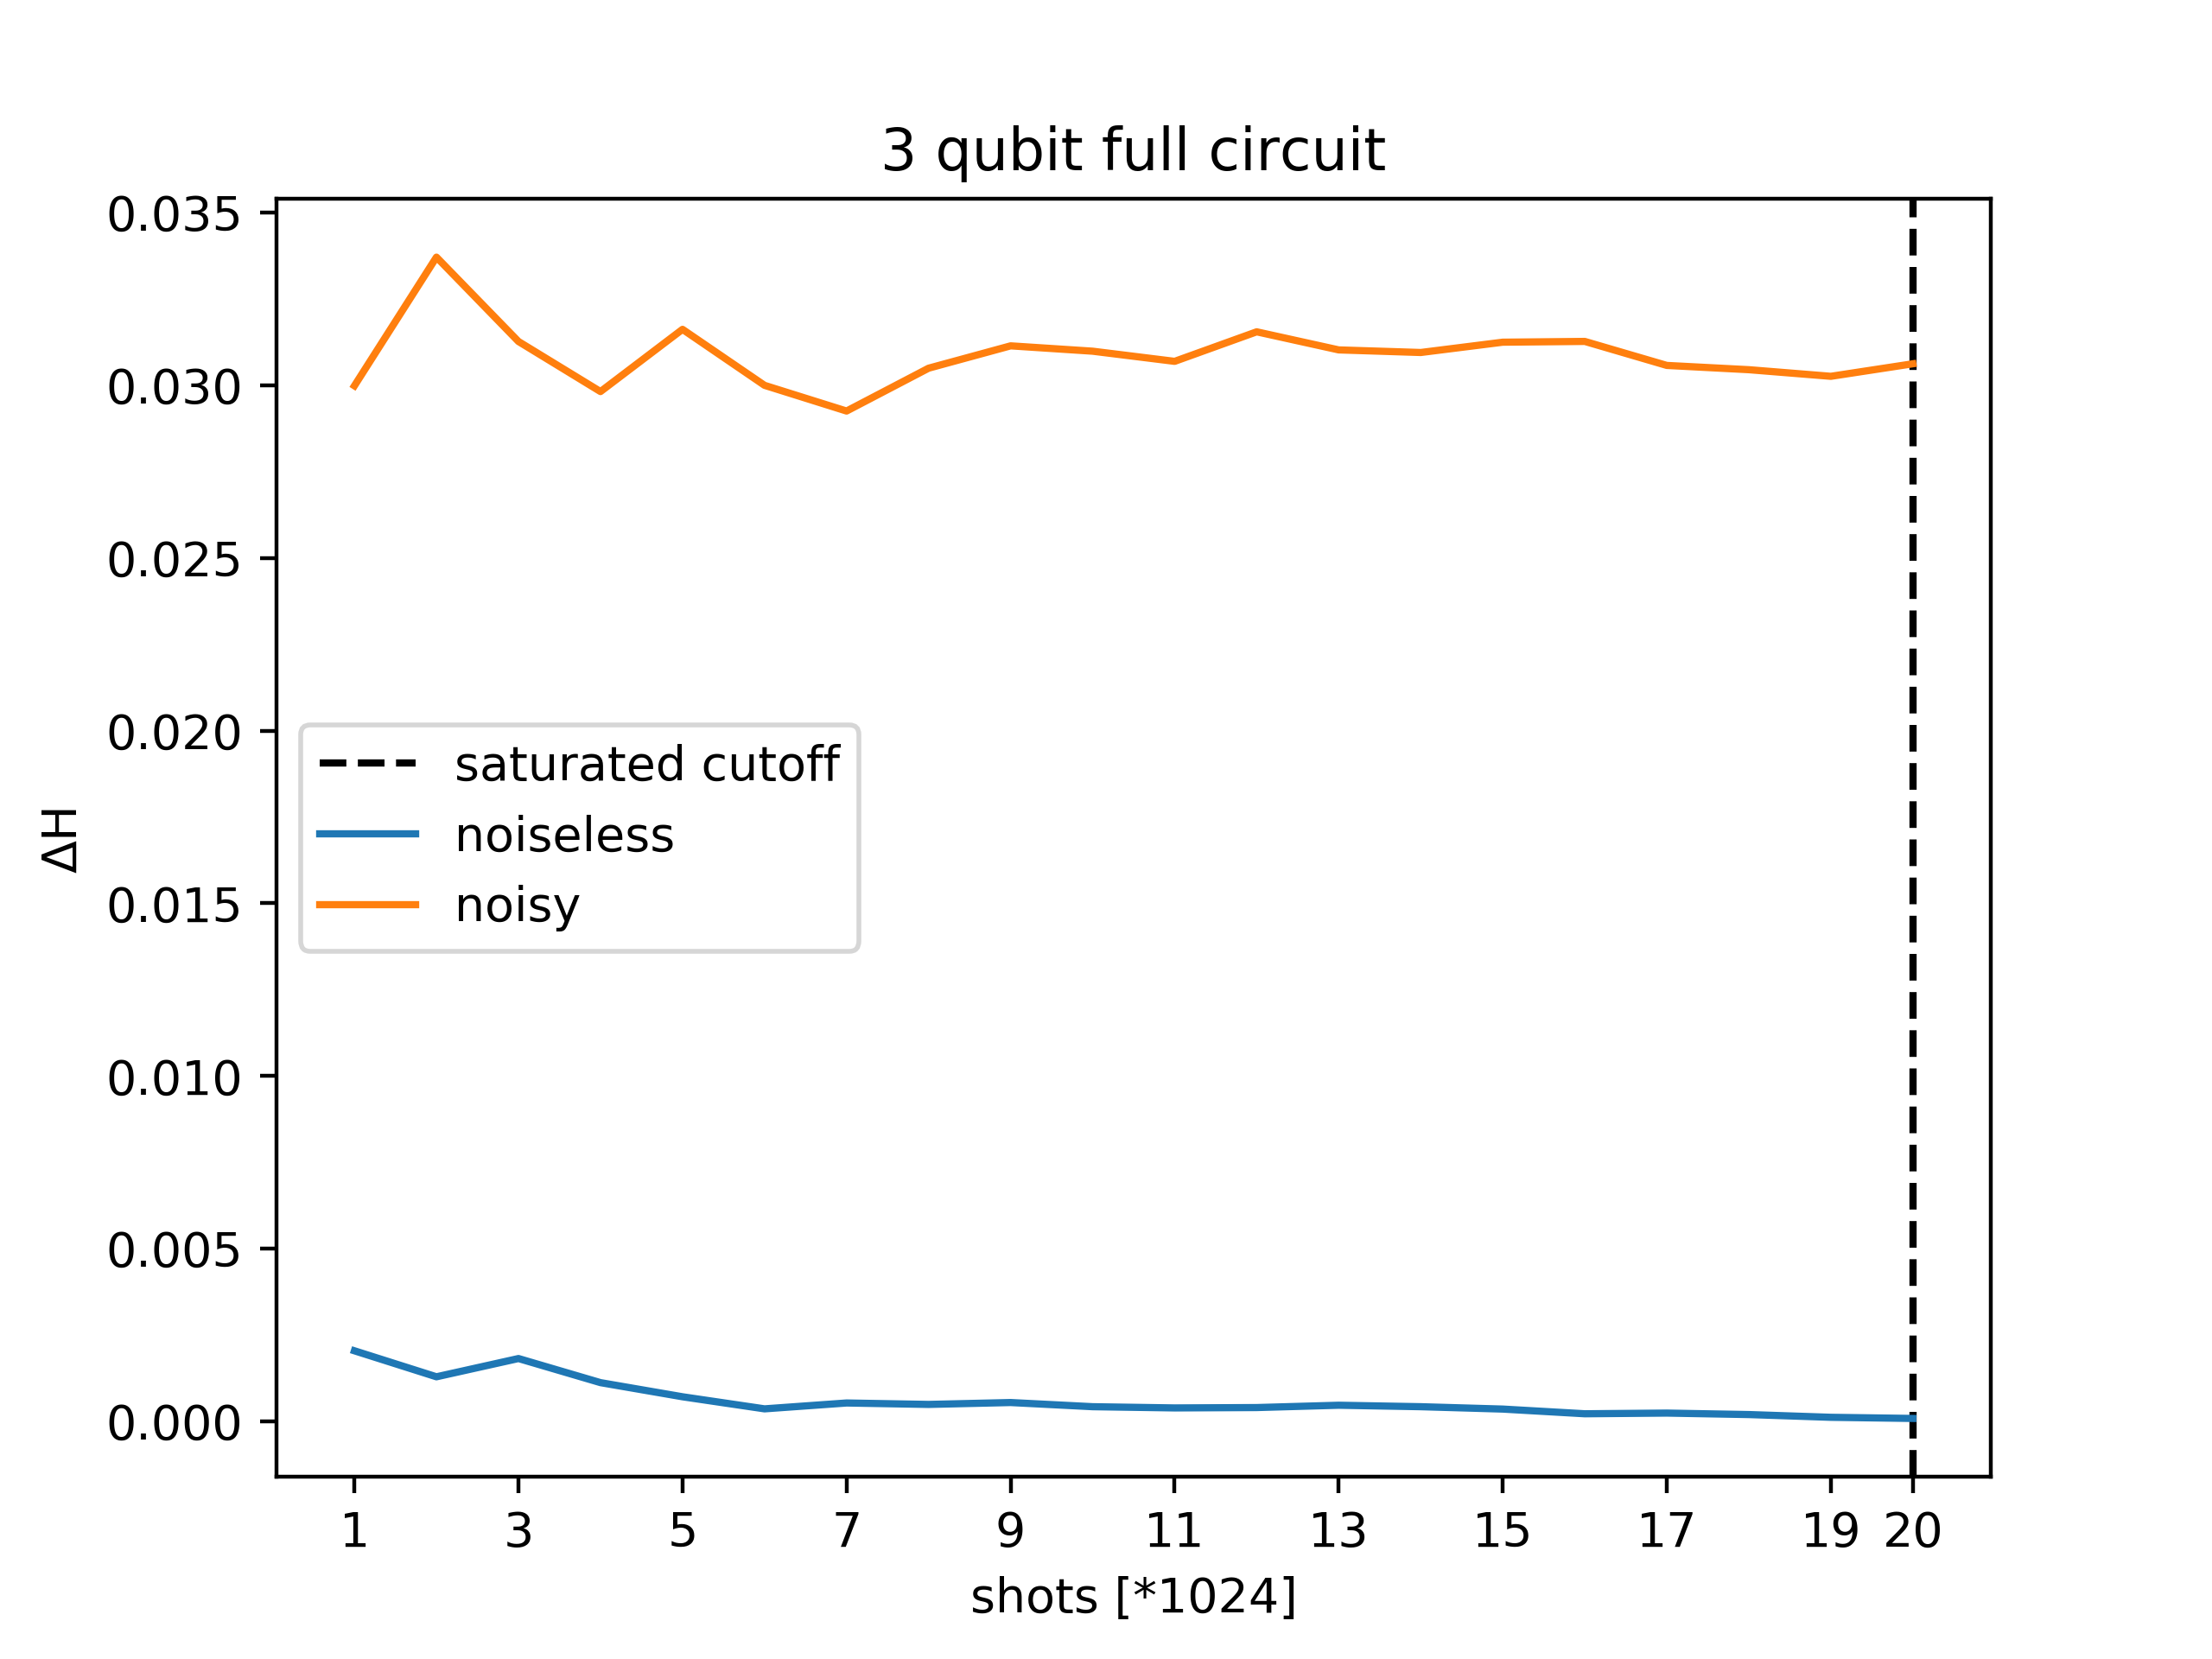 3 qubit full circuit
0.035
0.030
0.025
0.020
0.015
0.010
0.005
0.000
ΔH
saturated cutoff
noiseless
noisy
1 3 5 7 9 11 13 15 17 19 20
shots [*1024]